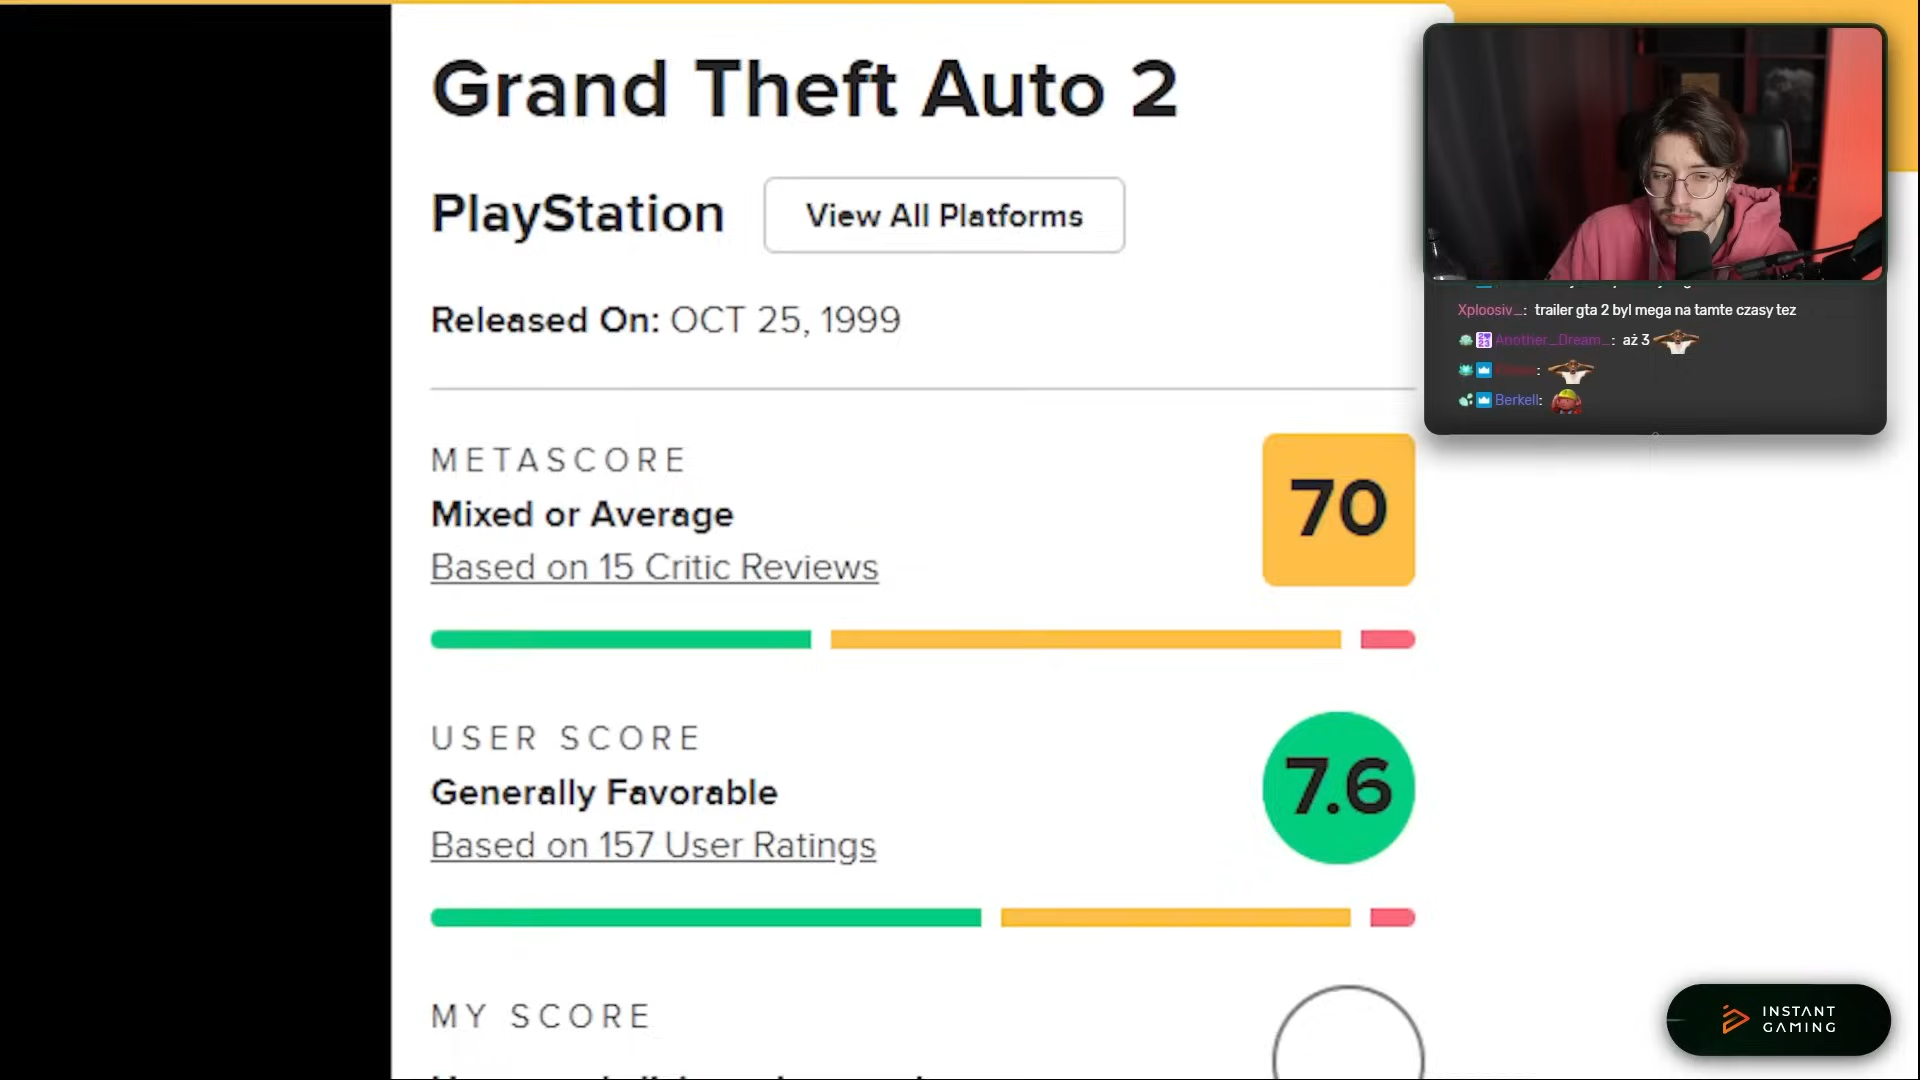 Grand Theft Auto 2
PlayStation
View All Platforms
Released On: OCT 25, 1999
METASCORE
Mixed or Average
Based on 15 Critic Reviews
70
USER SCORE
Generally Favorable
Based on 157 User Ratings
7.6
MY SCORE
Xploosiv_: trailer gta 2 byl mega na tamte czasy tez
Another_Dream_: aż 3
Berkell:
INSTANT
GAMING